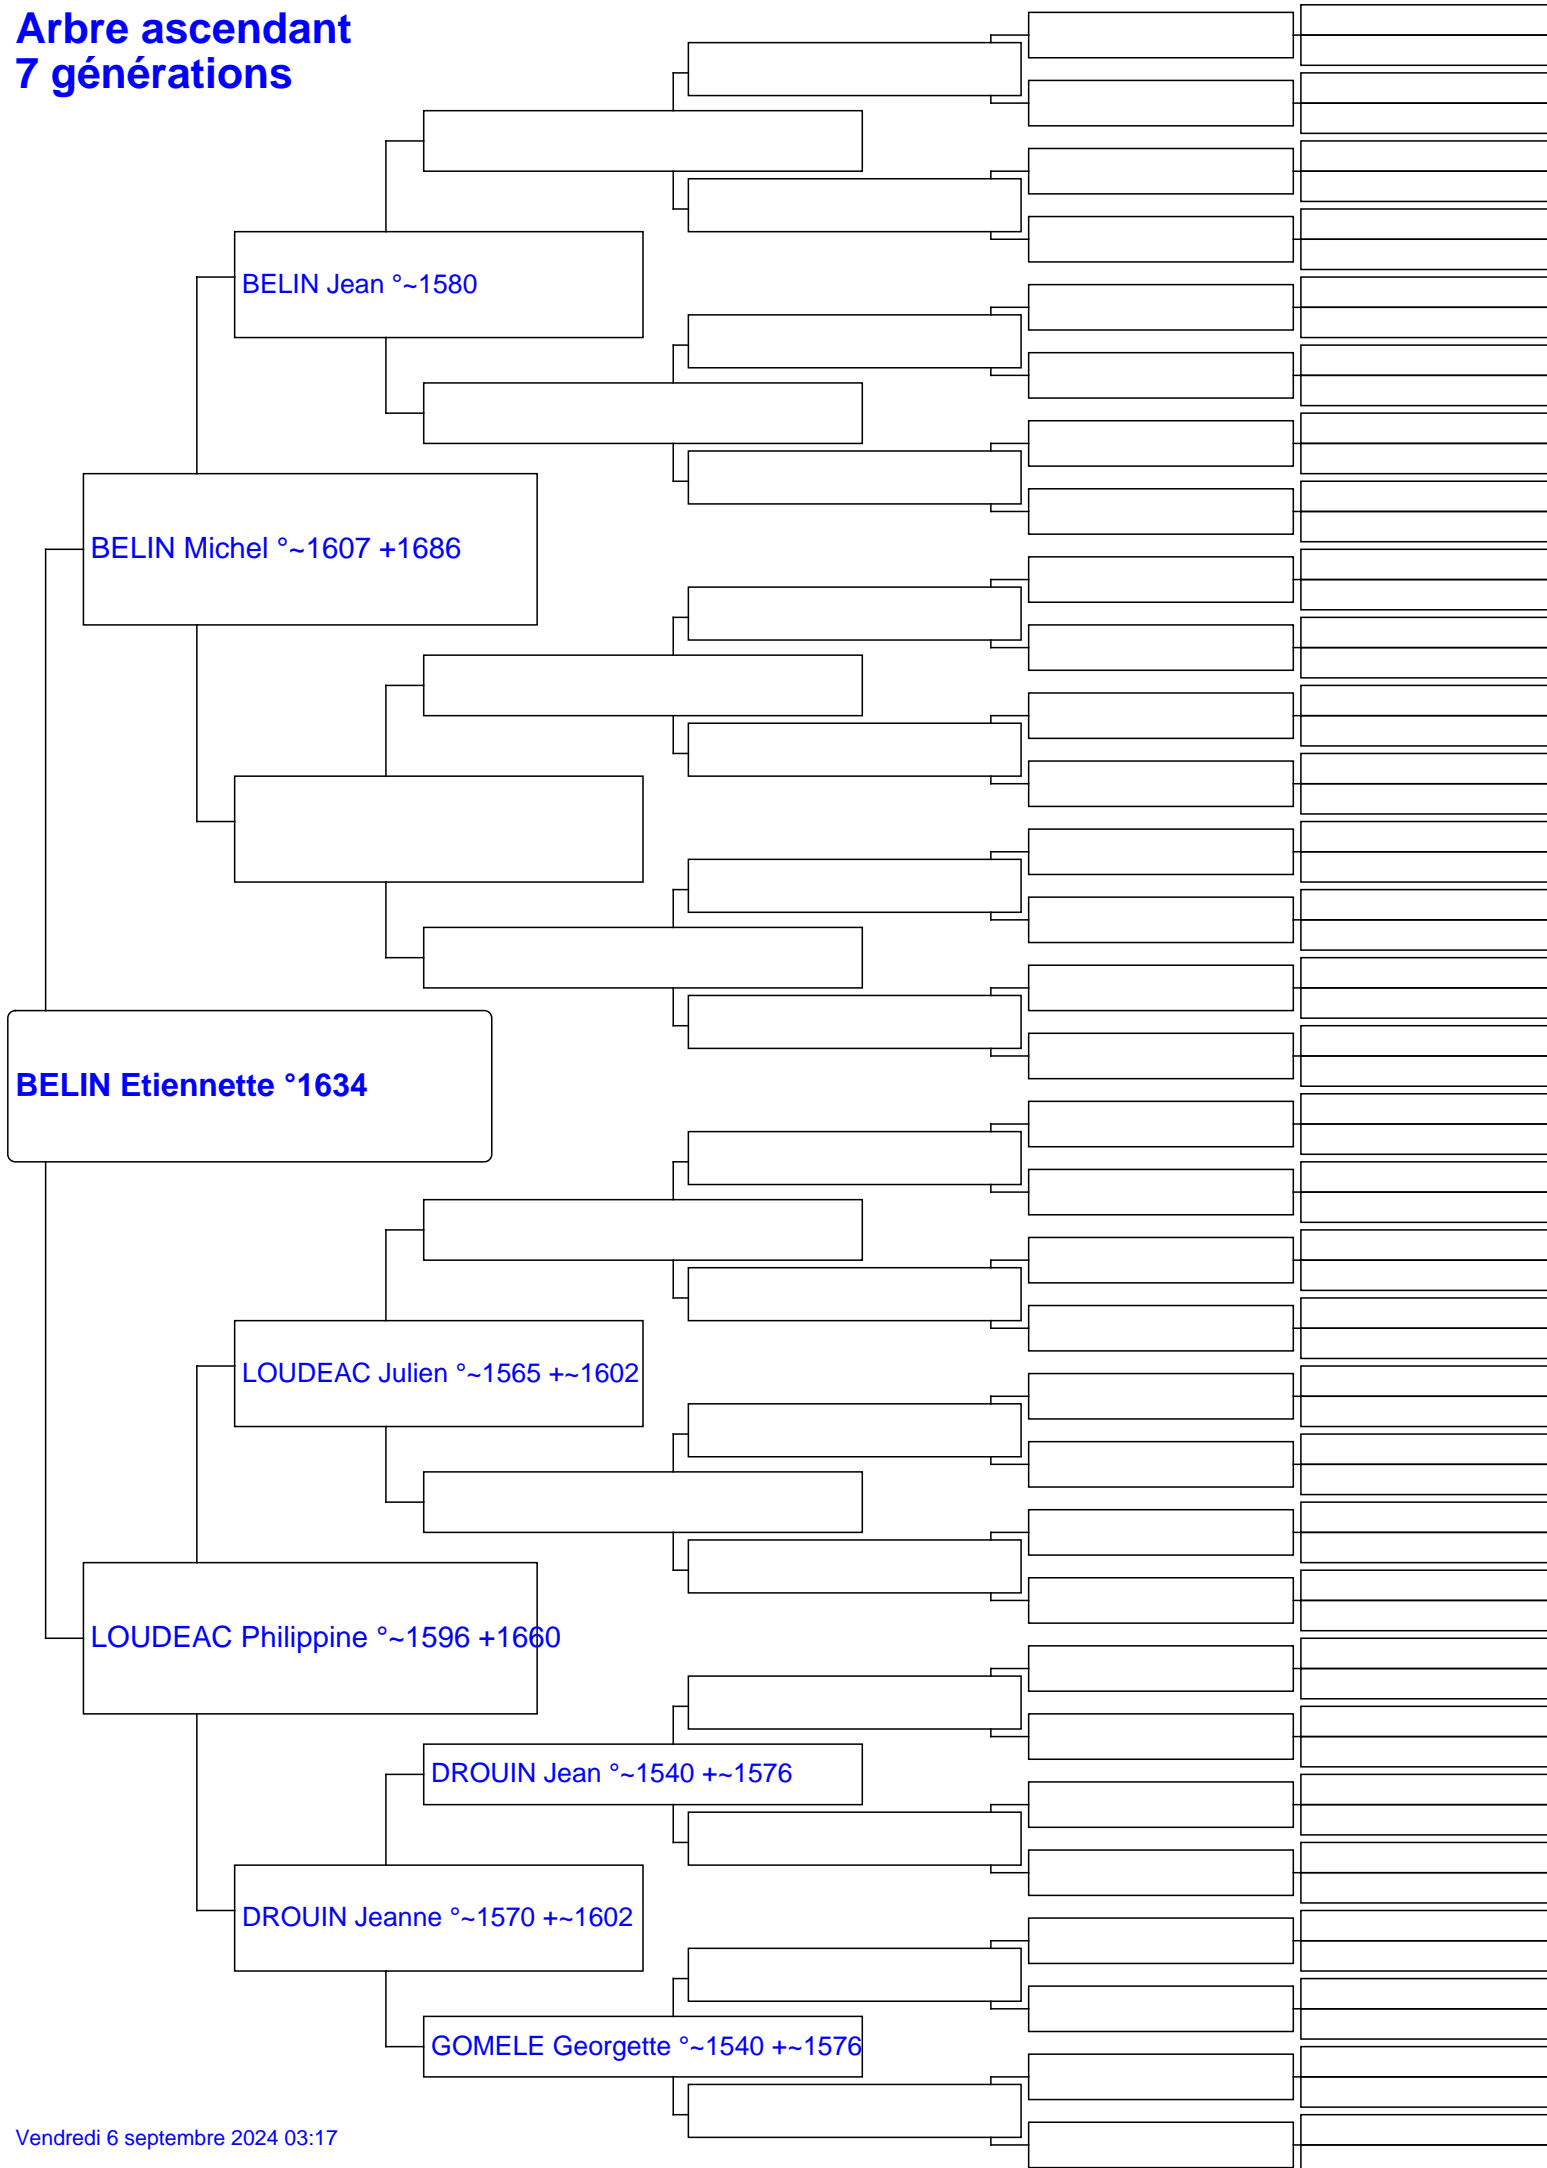 Arbre ascendant
7 générations
BELIN Jean °~1580
BELIN Michel °~1607 +1686
BELIN Etiennette °1634
LOUDEAC Julien °~1565 +~1602
LOUDEAC Philippine °~1596 +1660
DROUIN Jean °~1540 +~1576
DROUIN Jeanne °~1570 +~1602
GOMELE Georgette °~1540 +~1576
Vendredi 6 septembre 2024 03:17